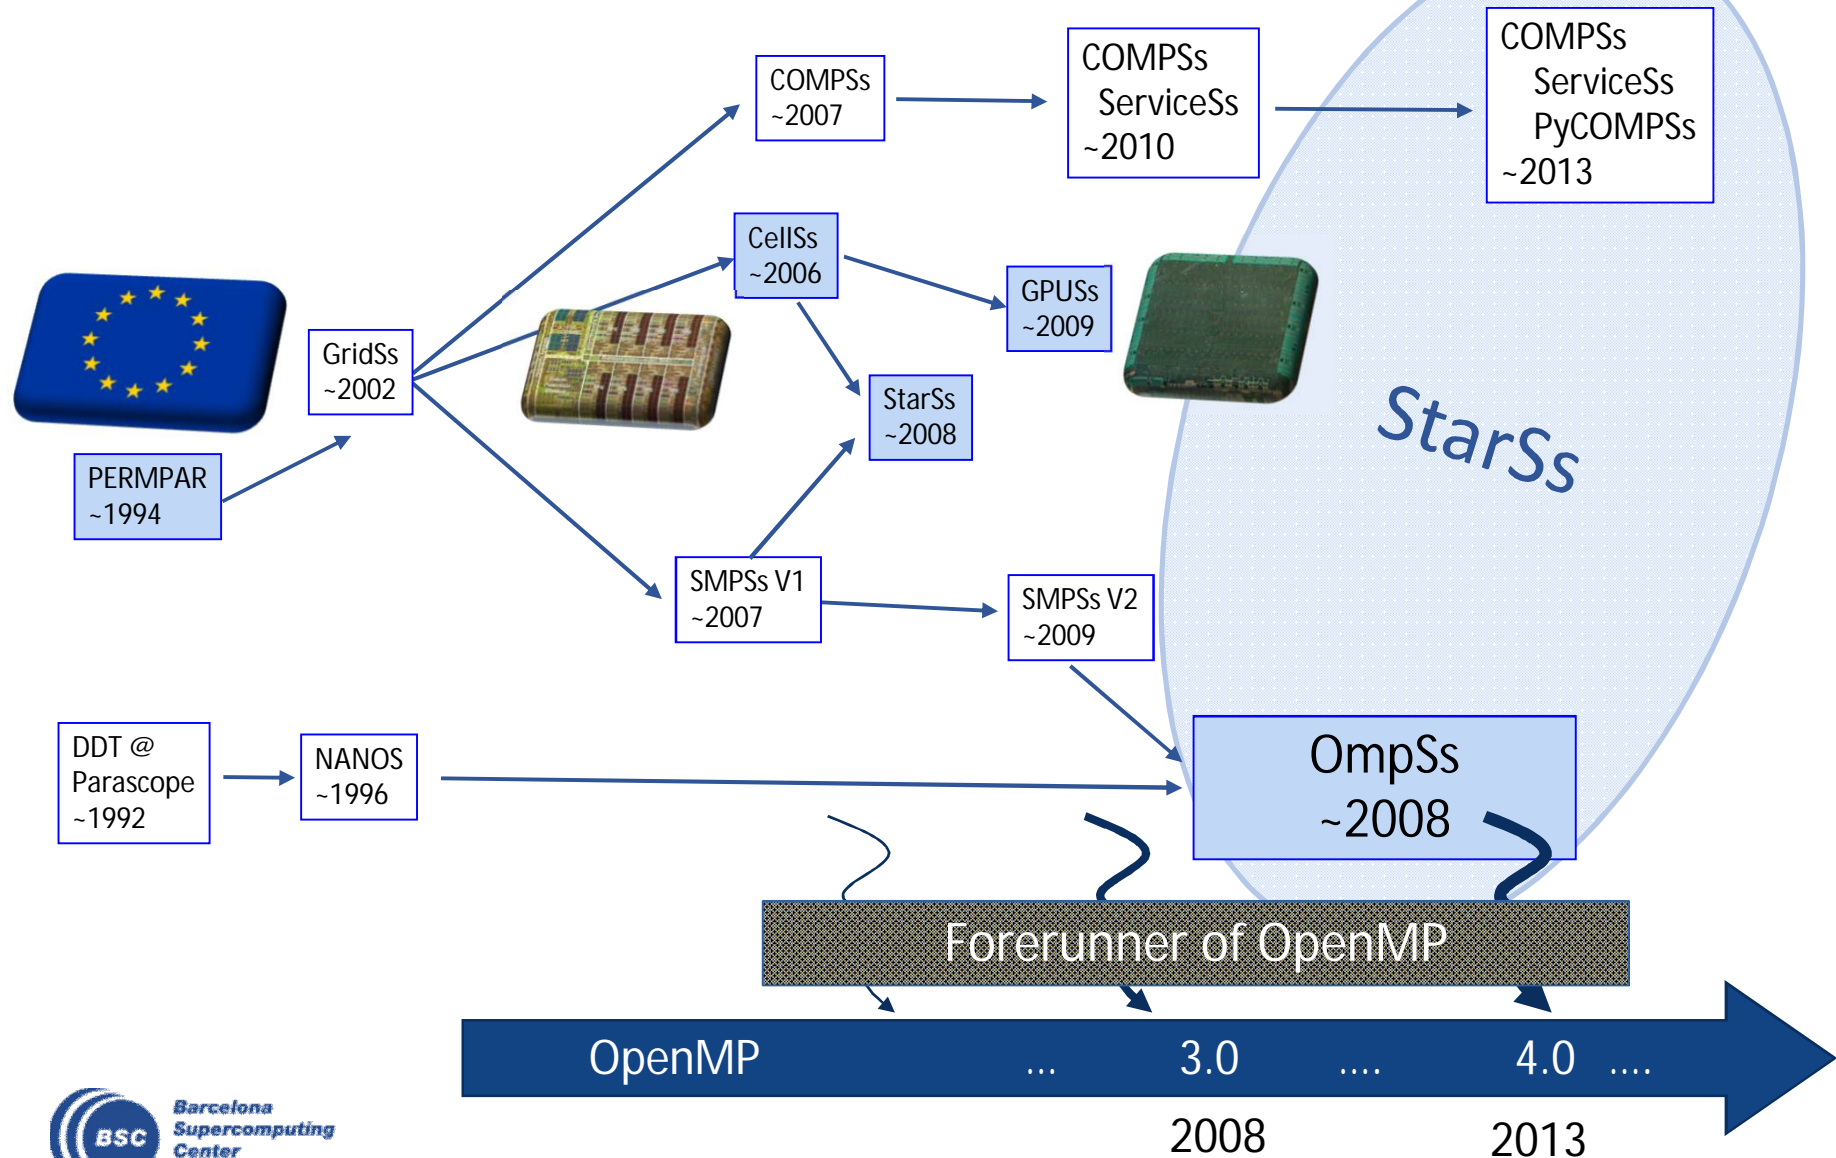 COMPSs
~2007
COMPSs
ServiceSs
~2010
COMPSs
ServiceSs
PyCOMPSs
~2013
CellSs
~2006
GPUSs
~2009
GridSs
~2002
StarSs
~2008
StarSs
PERMPAR
~1994
SMPSs V1
~2007
SMPSs V2
~2009
DDT @
Parascope
~1992
NANOS
~1996
OmpSs
~2008
Forerunner of OpenMP
OpenMP ... 3.0 .... 4.0 ....
2008 2013
BSC
Barcelona
Supercomputing
Center